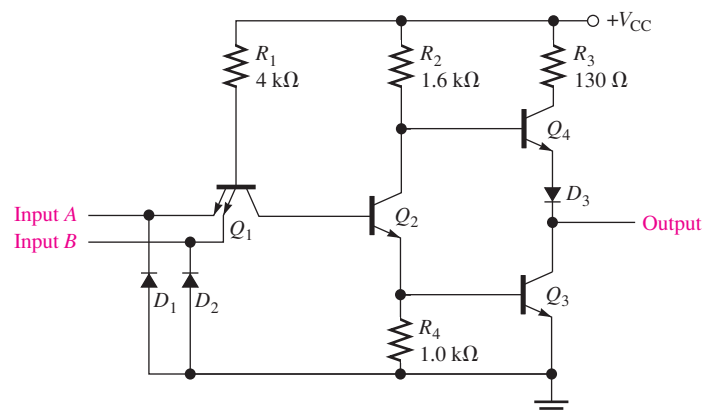 +VCC
R1
4 kΩ
R2
1.6 kΩ
R3
130 Ω
Q4
D3
Input A
Input B
Q1
Q2
Output
D1
D2
Q3
R4
1.0 kΩ